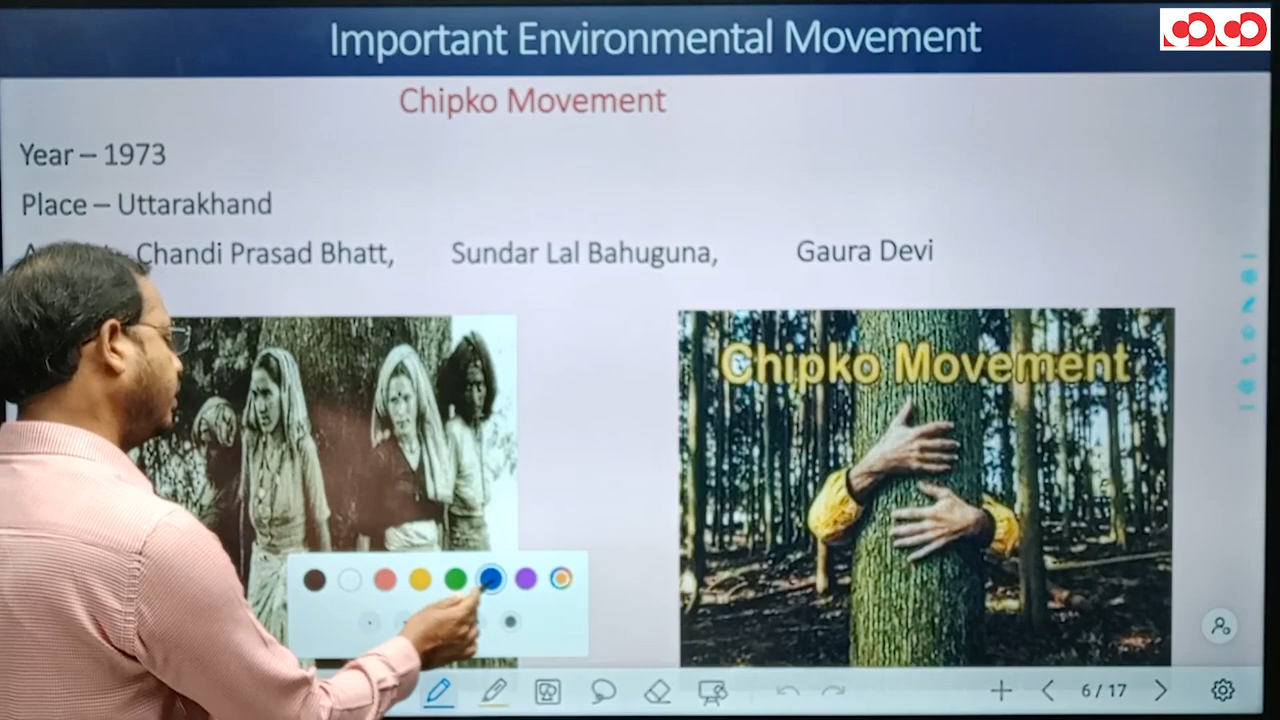 Important Environmental Movement
Chipko Movement
Year – 1973
Place – Uttarakhand
Chandi Prasad Bhatt, Sundar Lal Bahuguna, Gaura Devi
Chipko Movement
6 / 17